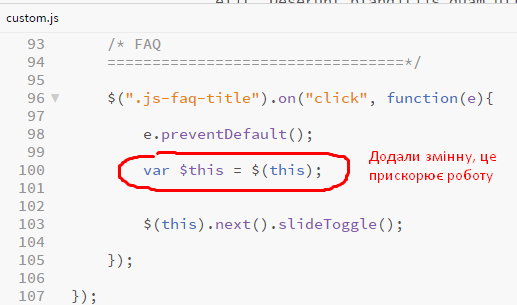 custom.js
93 /* FAQ
94 =================================*/
95
96 $(".js-faq-title").on("click", function(e){
97
98 e.preventDefault();
99
100 var $this = $(this);
101
102
103 $(this).next().slideToggle();
104
105 });
106
107 });
Додали змінну, це
прискорює роботу